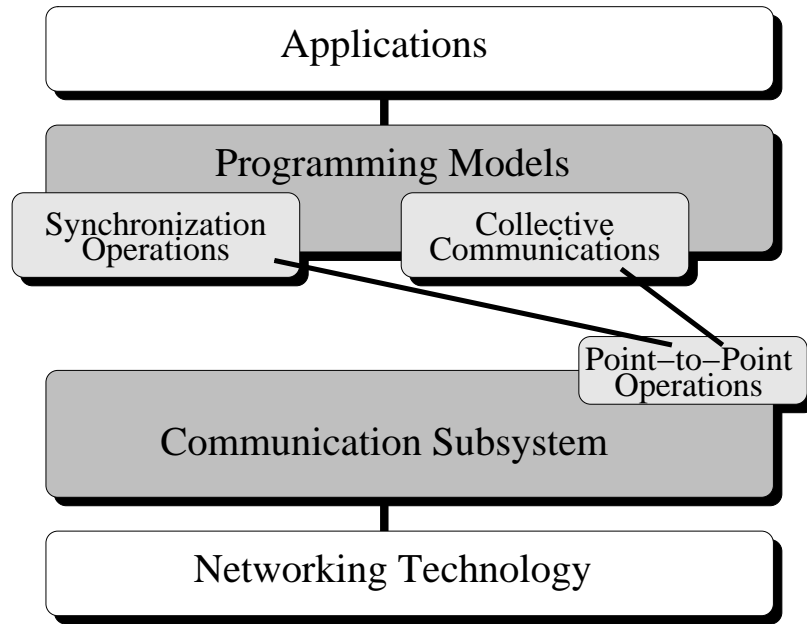 Applications
Programming Models
Synchronization
Operations
Collective
Communications
Point−to−Point
Operations
Communication Subsystem
Networking Technology